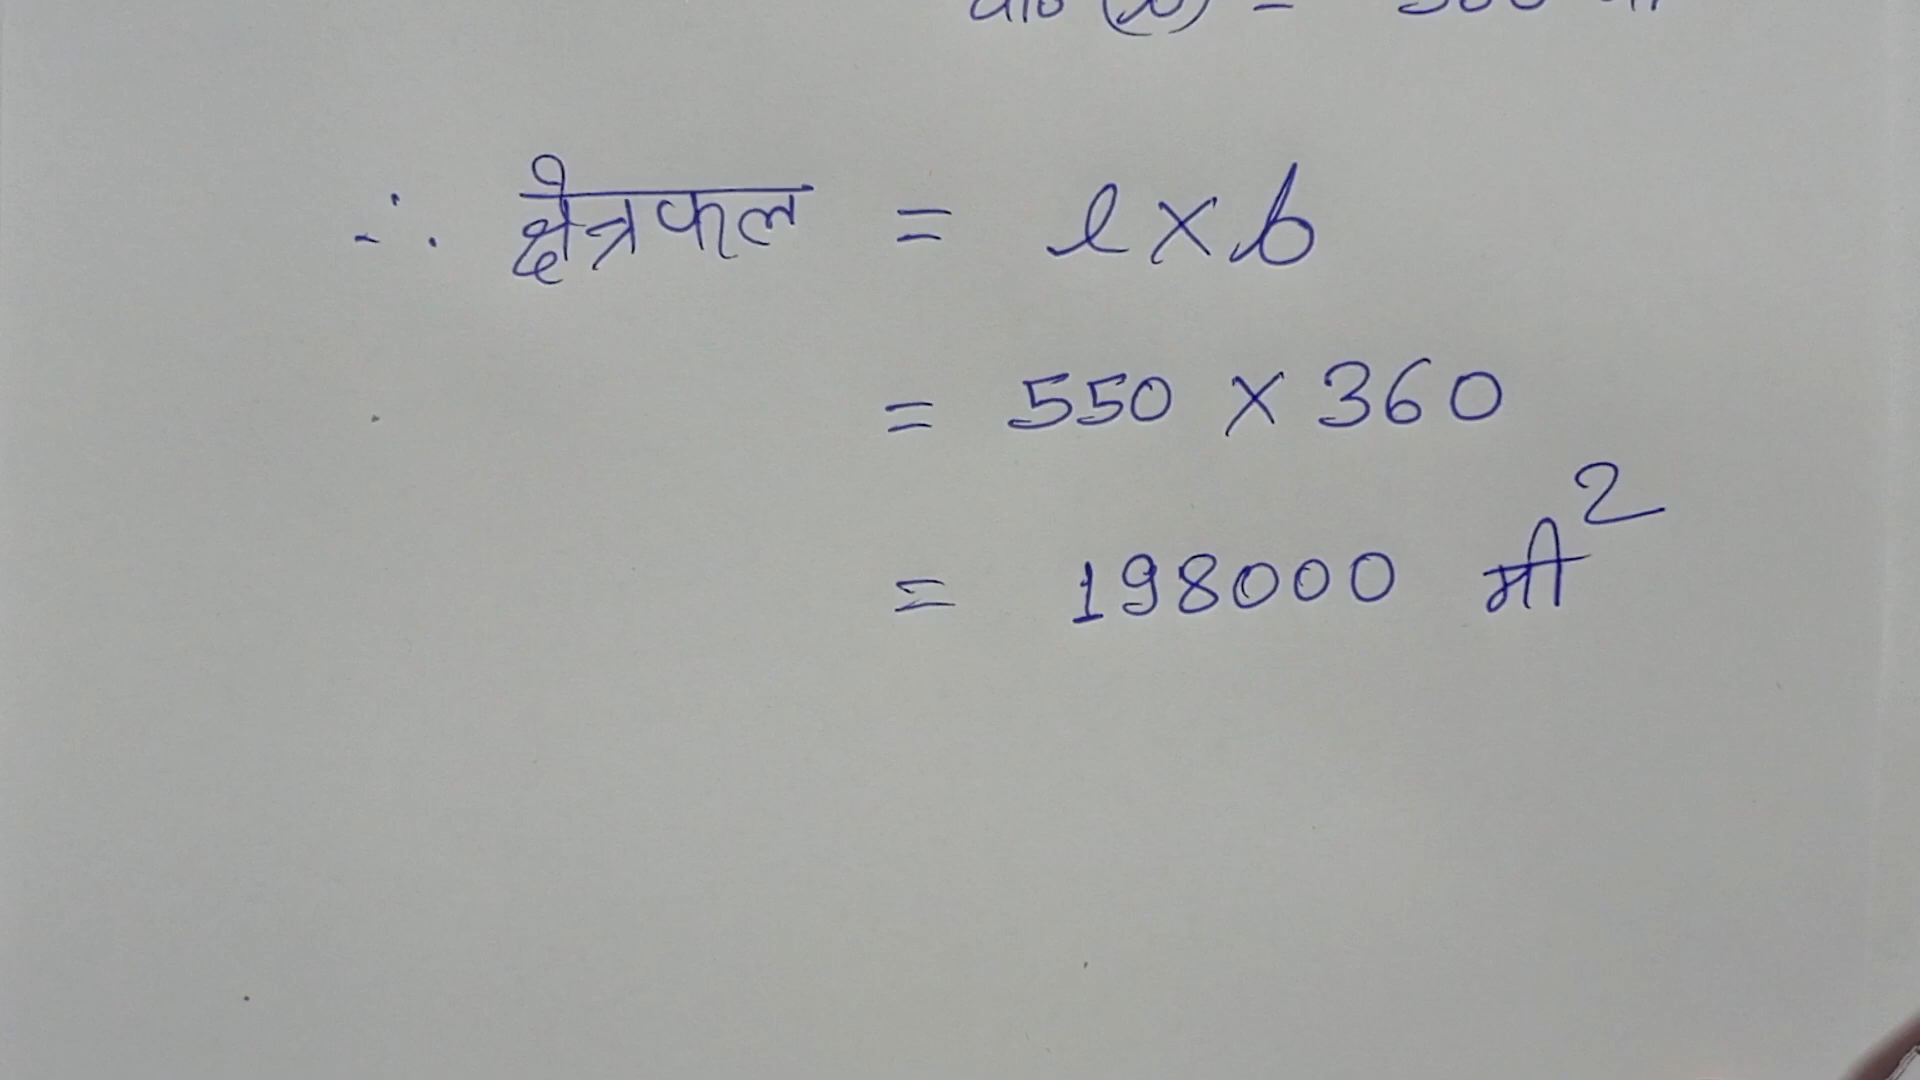 ∴ क्षेत्रफल = l × b
= 550 × 360
= 198000 मी²